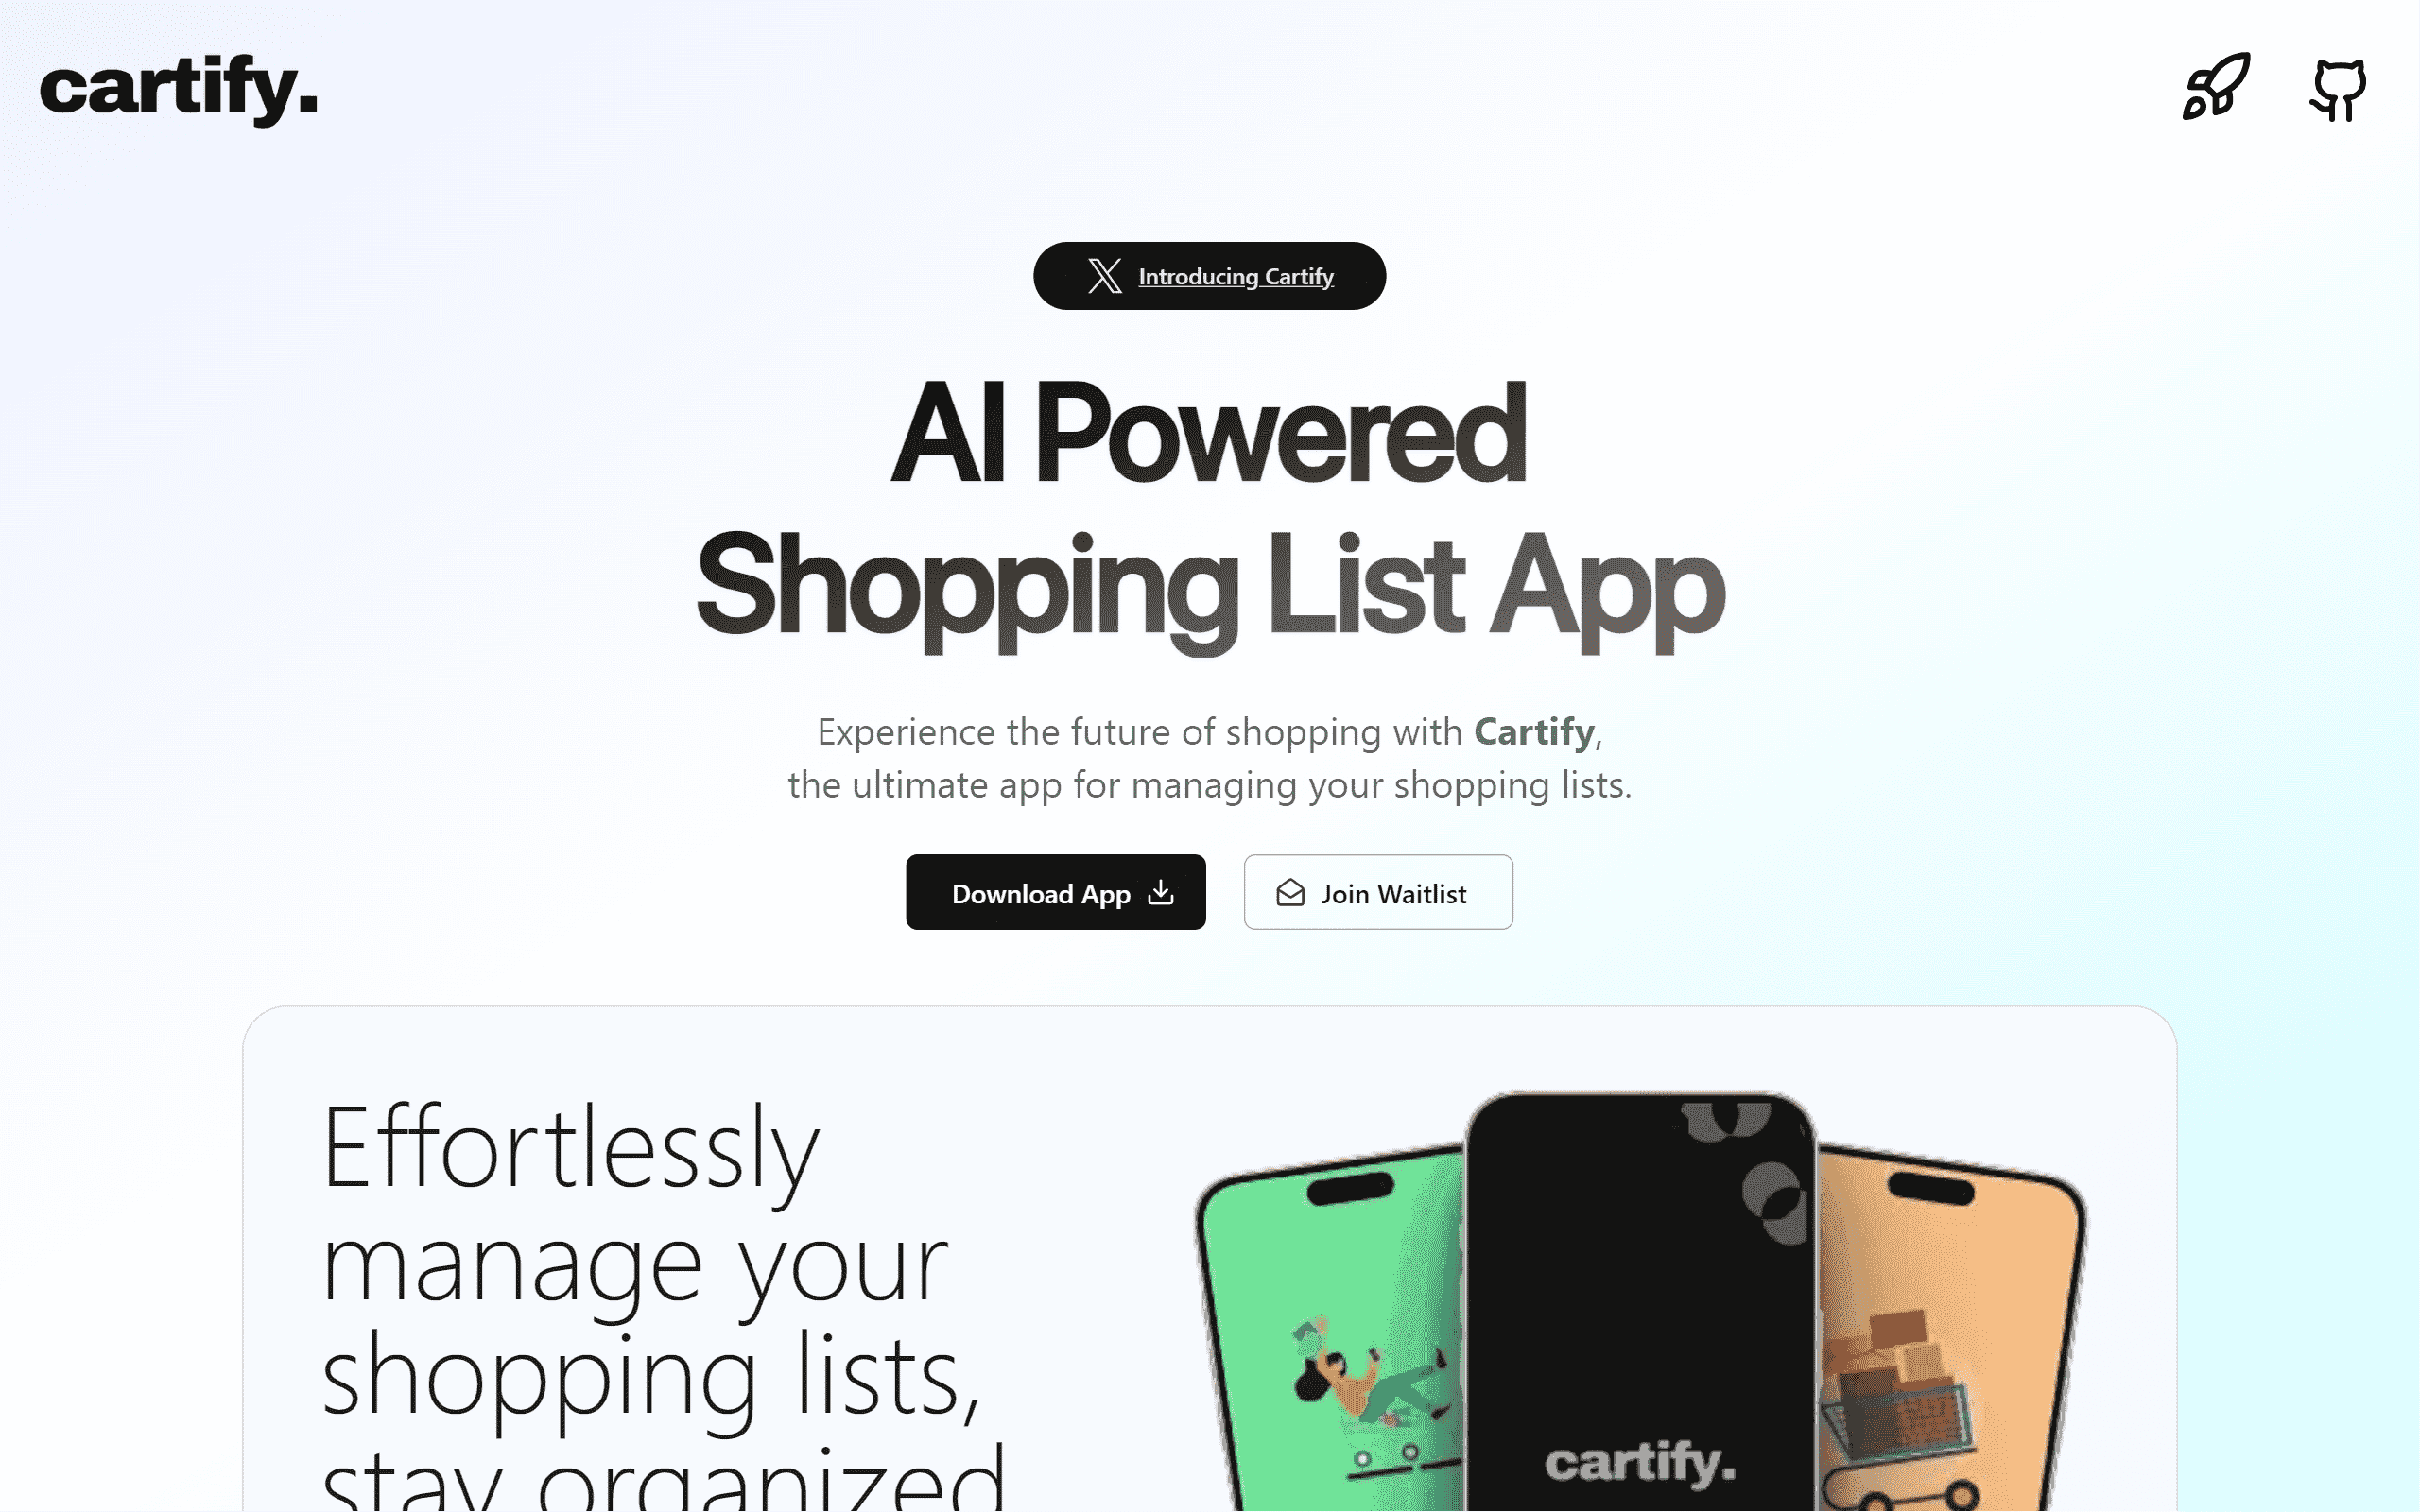 cartify.
Introducing Cartify
AI Powered
Shopping List App
Experience the future of shopping with Cartify,
the ultimate app for managing your shopping lists.
Download App
Join Waitlist
Effortlessly
manage your
shopping lists,
stay organized
cartify.